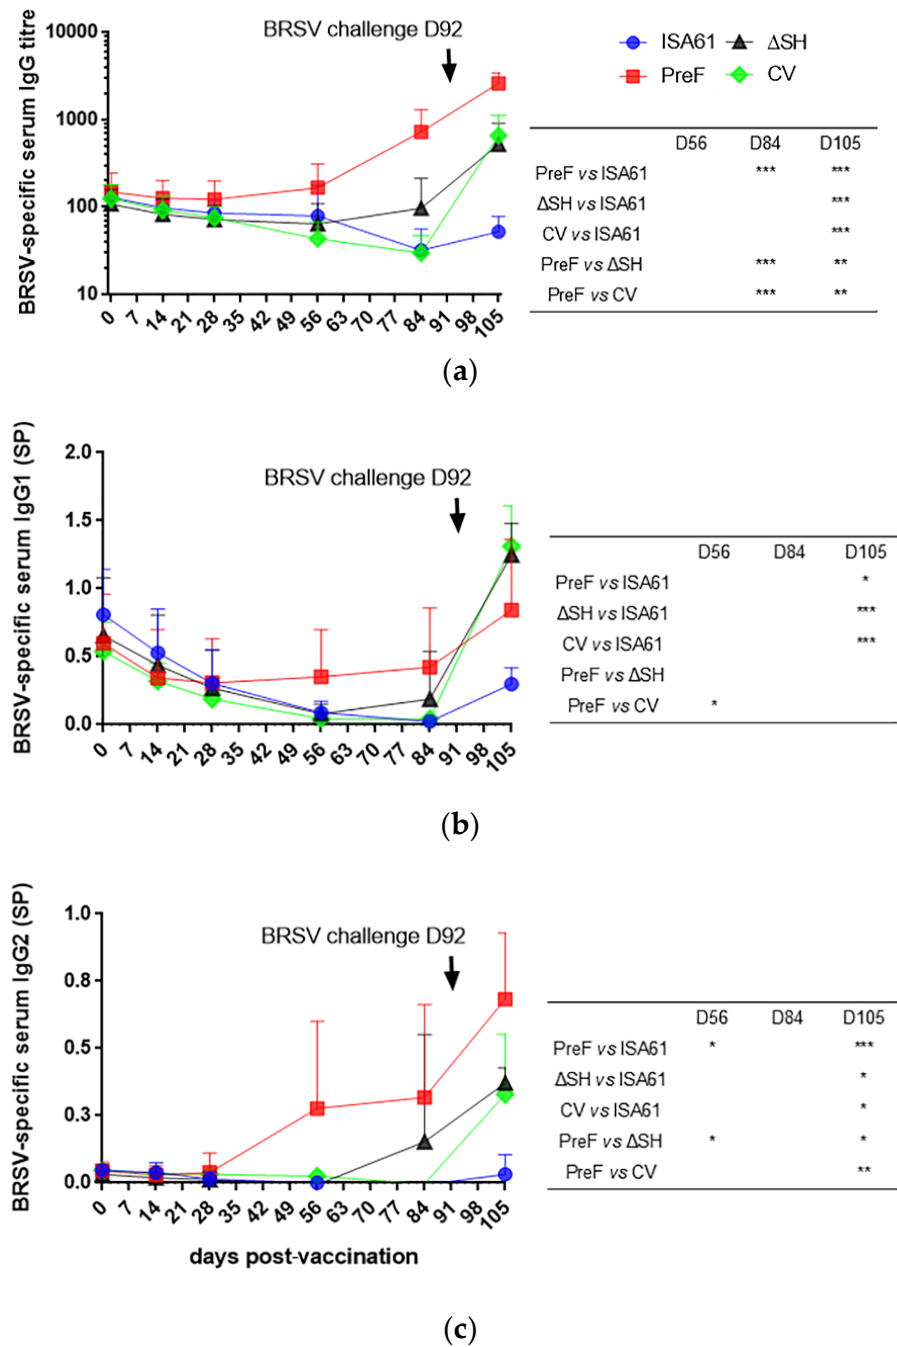 BRSV challenge D92
BRSV-specific serum IgG titre
10000
1000
100
10
0 7 14 21 28 35 42 49 56 63 70 77 84 91 98 105
ISA61 ΔSH
PreF CV
D56 D84 D105
PreF vs ISA61 *** ***
ΔSH vs ISA61 ***
CV vs ISA61 ***
PreF vs ΔSH *** **
PreF vs CV *** **
(a)
BRSV-specific serum IgG1 (SP)
2.0
1.5
1.0
0.5
0.0
BRSV challenge D92
0 7 14 21 28 35 42 49 56 63 70 77 84 91 98 105
D56 D84 D105
PreF vs ISA61 *
ΔSH vs ISA61 ***
CV vs ISA61 ***
PreF vs ΔSH
PreF vs CV *
(b)
BRSV-specific serum IgG2 (SP)
1.0
0.8
0.5
0.3
0.0
BRSV challenge D92
0 7 14 21 28 35 42 49 56 63 70 77 84 91 98 105
days post-vaccination
D56 D84 D105
PreF vs ISA61 * ***
ΔSH vs ISA61 *
CV vs ISA61 *
PreF vs ΔSH * *
PreF vs CV **
(c)